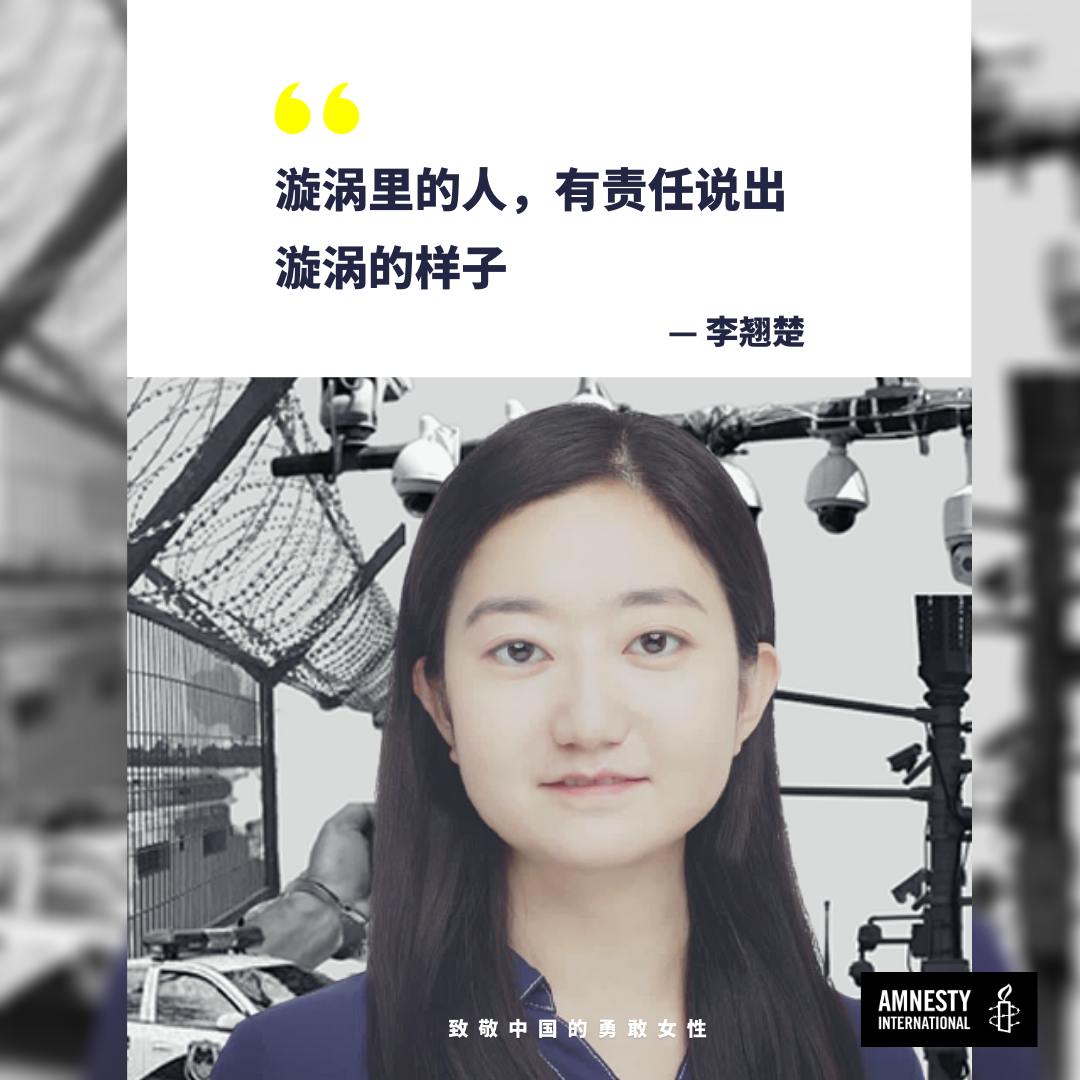 漩涡里的人，有责任说出
漩涡的样子
— 李翘楚
致敬中国的勇敢女性
AMNESTY
INTERNATIONAL